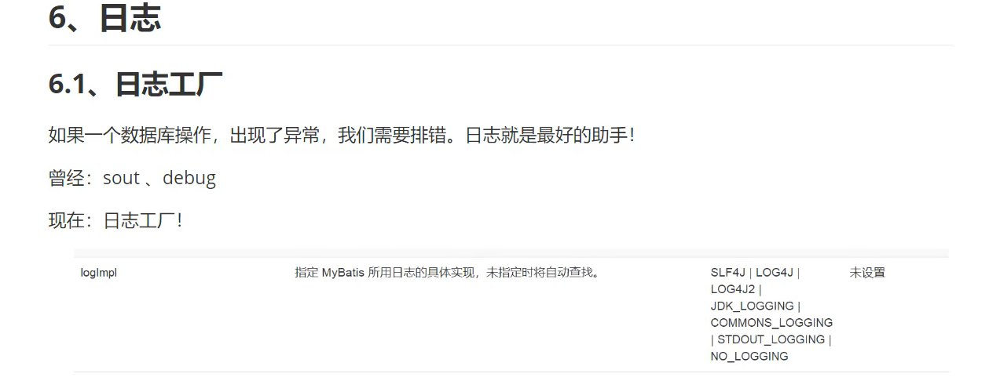 6、日志
6.1、日志工厂
如果一个数据库操作，出现了异常，我们需要排错。日志就是最好的助手！
曾经：sout 、debug
现在：日志工厂！
logImpl
指定 MyBatis 所用日志的具体实现，未指定时将自动查找。
SLF4J | LOG4J |
LOG4J2 |
JDK_LOGGING |
COMMONS_LOGGING
| STDOUT_LOGGING |
NO_LOGGING
未设置